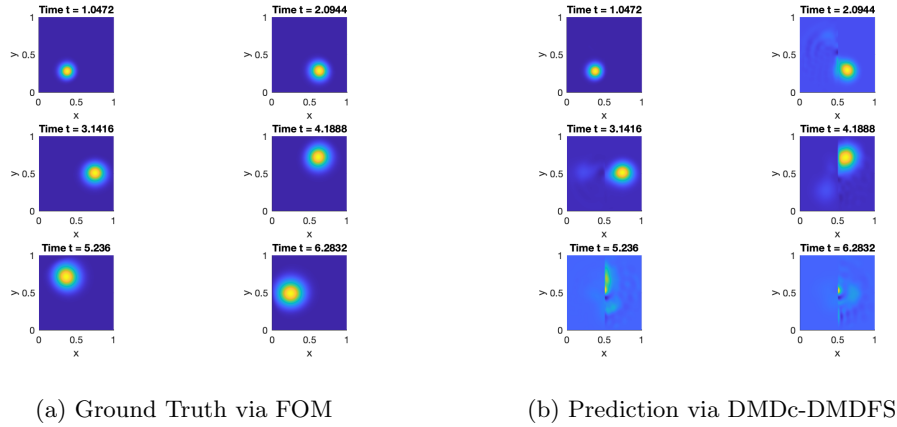 Time t = 1.0472
Time t = 2.0944
1
0.5
0
y
0 0.5 1
x
1
0.5
0
y
0 0.5 1
x
Time t = 3.1416
Time t = 4.1888
1
0.5
0
y
0 0.5 1
x
1
0.5
0
y
0 0.5 1
x
Time t = 5.236
Time t = 6.2832
1
0.5
0
y
0 0.5 1
x
1
0.5
0
y
0 0.5 1
x
(a) Ground Truth via FOM
Time t = 1.0472
Time t = 2.0944
1
0.5
0
y
0 0.5 1
x
1
0.5
0
y
0 0.5 1
x
Time t = 3.1416
Time t = 4.1888
1
0.5
0
y
0 0.5 1
x
1
0.5
0
y
0 0.5 1
x
Time t = 5.236
Time t = 6.2832
1
0.5
0
y
0 0.5 1
x
1
0.5
0
y
0 0.5 1
x
(b) Prediction via DMDc-DMDFS